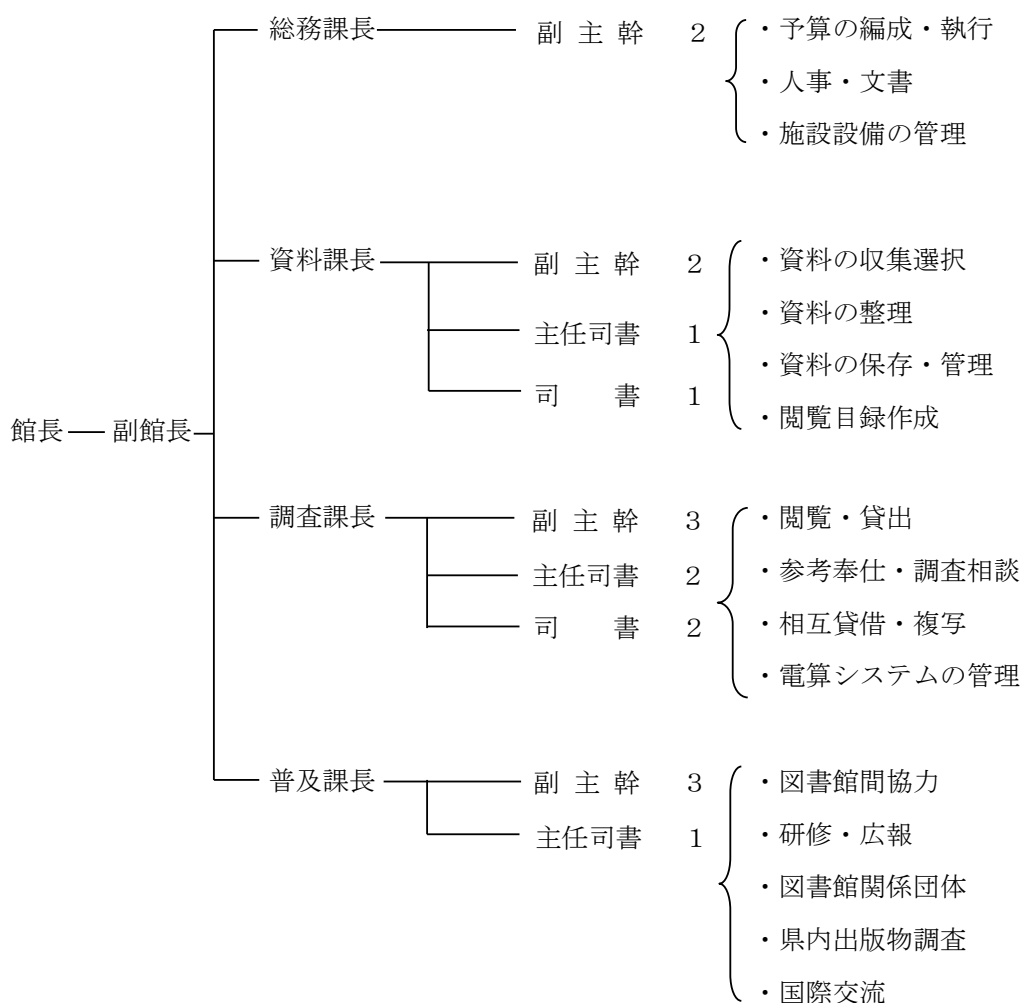 総務課長 副主幹 2 ・予算の編成・執行
・人事・文書
・施設設備の管理
資料課長 副主幹 2 ・資料の収集選択
主任司書 1 ・資料の整理
・資料の保存・管理
司書 1
・閲覧目録作成
館長 副館長
調査課長 副主幹 3 ・閲覧・貸出
主任司書 2 ・参考奉仕・調査相談
司書 2 ・相互貸借・複写
・電算システムの管理
普及課長 副主幹 3 ・図書館間協力
主任司書 1 ・研修・広報
・図書館関係団体
・県内出版物調査
・国際交流